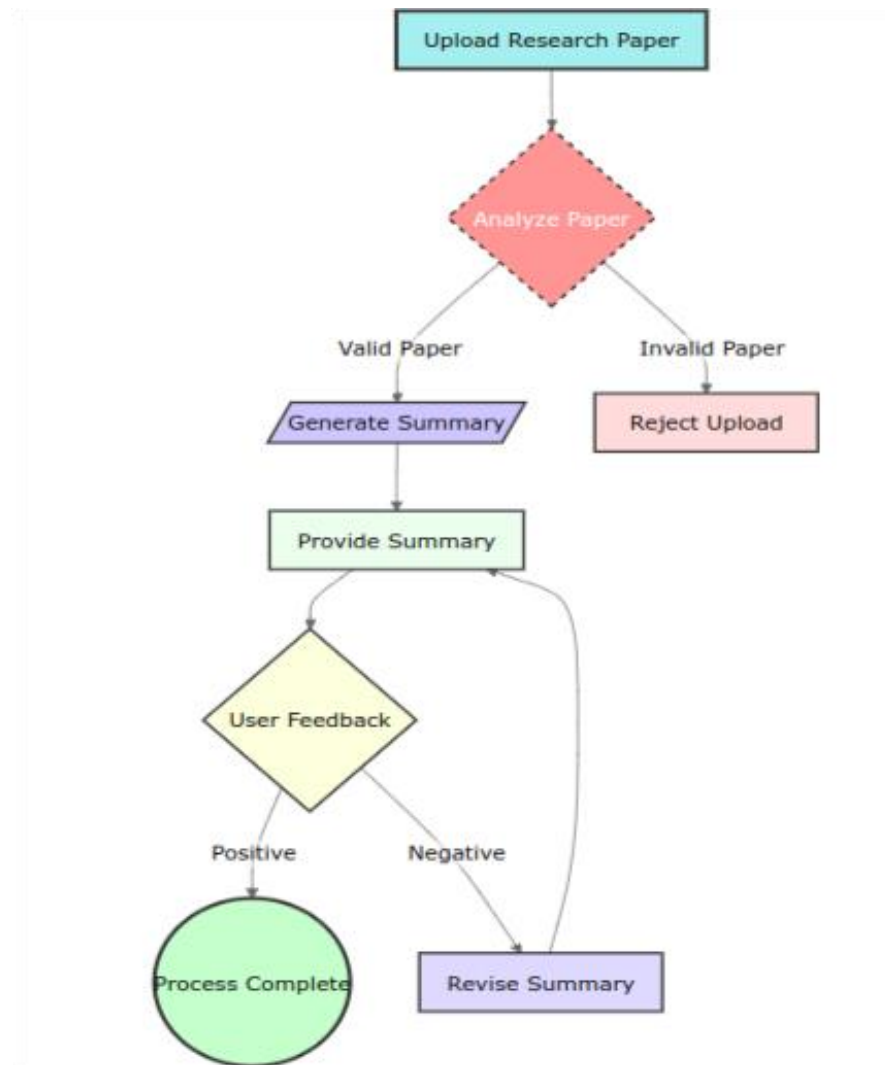 Upload Research Paper
Analyze Paper
Valid Paper
Invalid Paper
Generate Summary
Reject Upload
Provide Summary
User Feedback
Positive
Negative
Process Complete
Revise Summary